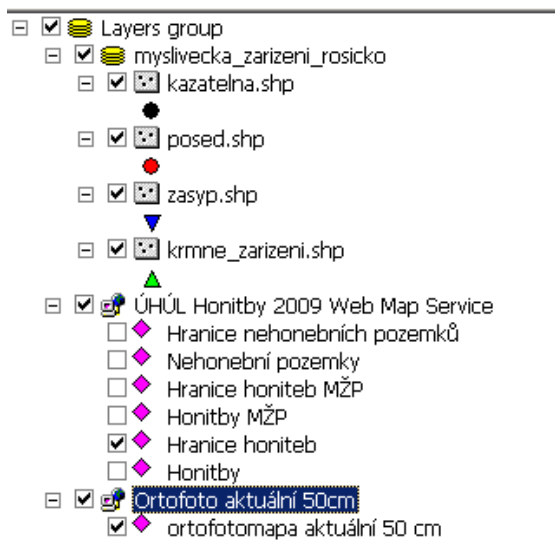 Layers group
myslivecka_zarizeni_rosicko
kazatelna.shp
posed.shp
zasyp.shp
krmne_zarizeni.shp
ÚHÚL Honitby 2009 Web Map Service
Hranice nehonebních pozemků
Nehonební pozemky
Hranice honiteb MŽP
Honitby MŽP
Hranice honiteb
Honitby
Ortofoto aktuální 50cm
ortofotomapa aktuální 50 cm